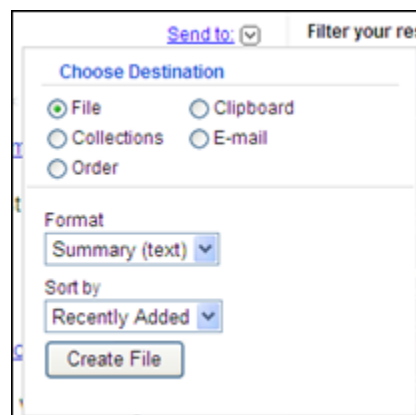 Send to: Filter your re
Choose Destination
File Clipboard
Collections E-mail
Order
Format
Summary (text)
Sort by
Recently Added
Create File